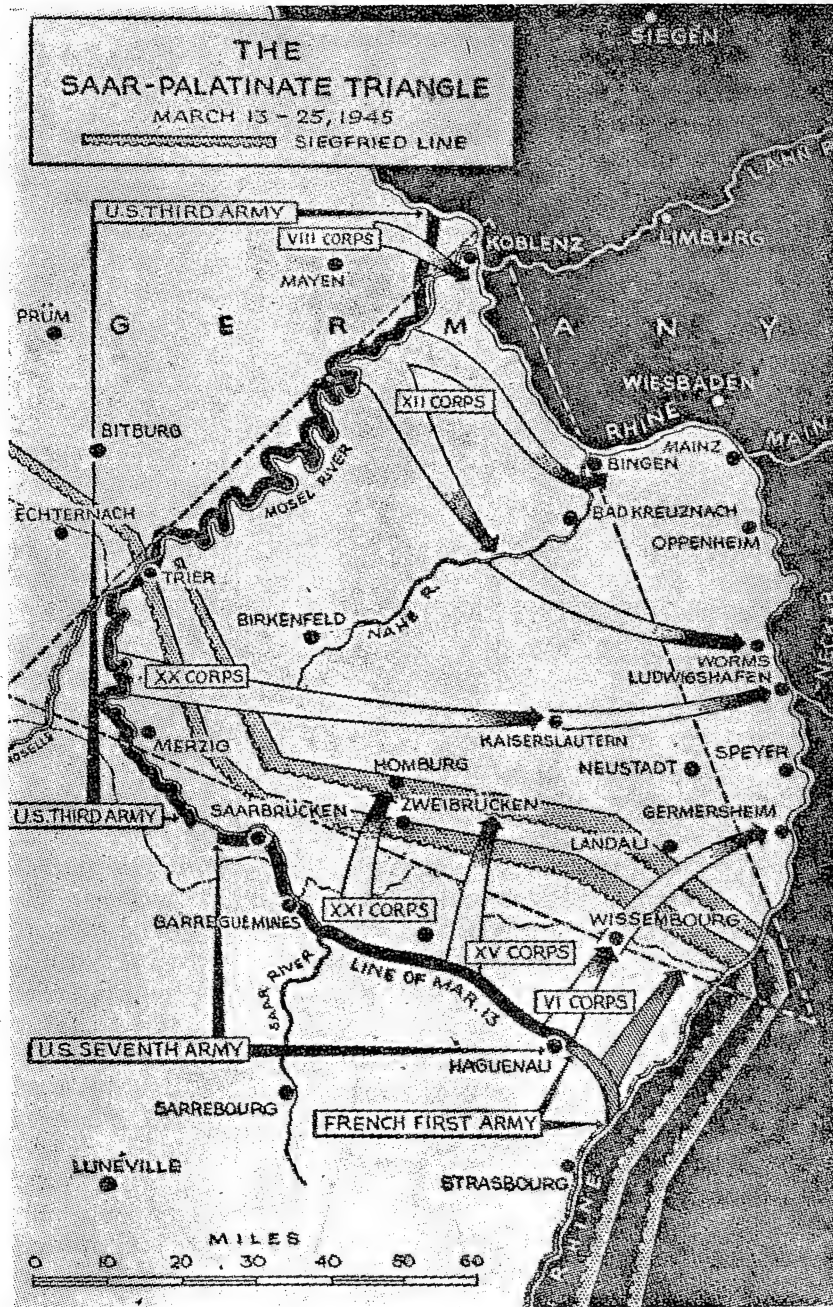 THE
SAAR-PALATINATE TRIANGLE
MARCH 13 - 25, 1945
SIEGFRIED LINE
SIEGEN
LAHN R.
U.S. THIRD ARMY
VIII CORPS
KOBLENZ
LIMBURG
MAYEN
PRÜM
G E R M A N Y
WIESBADEN
XII CORPS
RHINE
BITBURG
MAINZ
MAIN
BINGEN
MOSEL RIVER
ECHTERNACH
BAD KREUZNACH
OPPENHEIM
TRIER
BIRKENFELD
NAHE R.
WORMS
XX CORPS
LUDWIGSHAFEN
MERZIG
KAISERSLAUTERN
HOMBURG
NEUSTADT
SPEYER
U.S. THIRD ARMY
SAARBRÜCKEN
ZWEIBRÜCKEN
GERMERSHEIM
LANDAU
XXI CORPS
SARREGUEMINES
WISSEMBOURG
XV CORPS
LINE OF MAR. 13
SAAR RIVER
VI CORPS
U.S. SEVENTH ARMY
HAGUENAU
SARREBOURG
FRENCH FIRST ARMY
LUNÉVILLE
STRASBOURG
RHINE
MILES
0 10 20 30 40 50 60